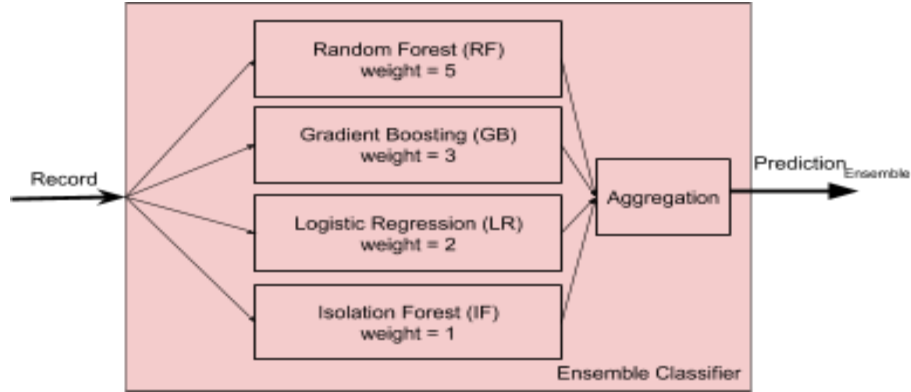 Record
Random Forest (RF)
weight = 5
Gradient Boosting (GB)
weight = 3
Logistic Regression (LR)
weight = 2
Isolation Forest (IF)
weight = 1
Aggregation
Prediction Ensemble
Ensemble Classifier